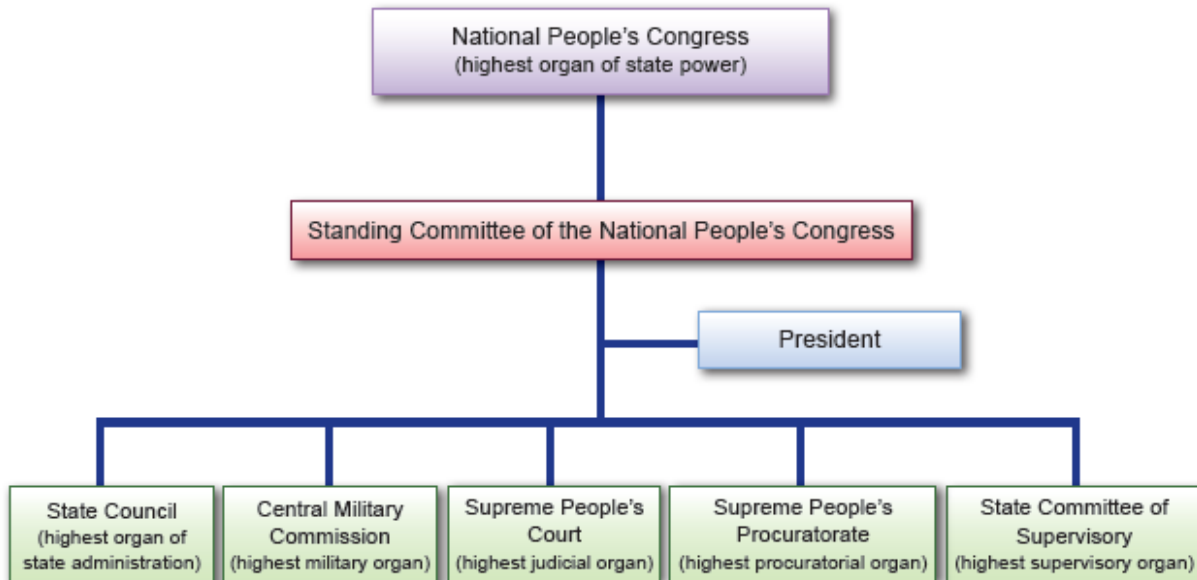 National People's Congress
(highest organ of state power)
Standing Committee of the National People's Congress
President
State Council
(highest organ of
state administration)
Central Military
Commission
(highest military organ)
Supreme People's
Court
(highest judicial organ)
Supreme People's
Procuratorate
(highest procuratorial organ)
State Committee of
Supervisory
(highest supervisory organ)